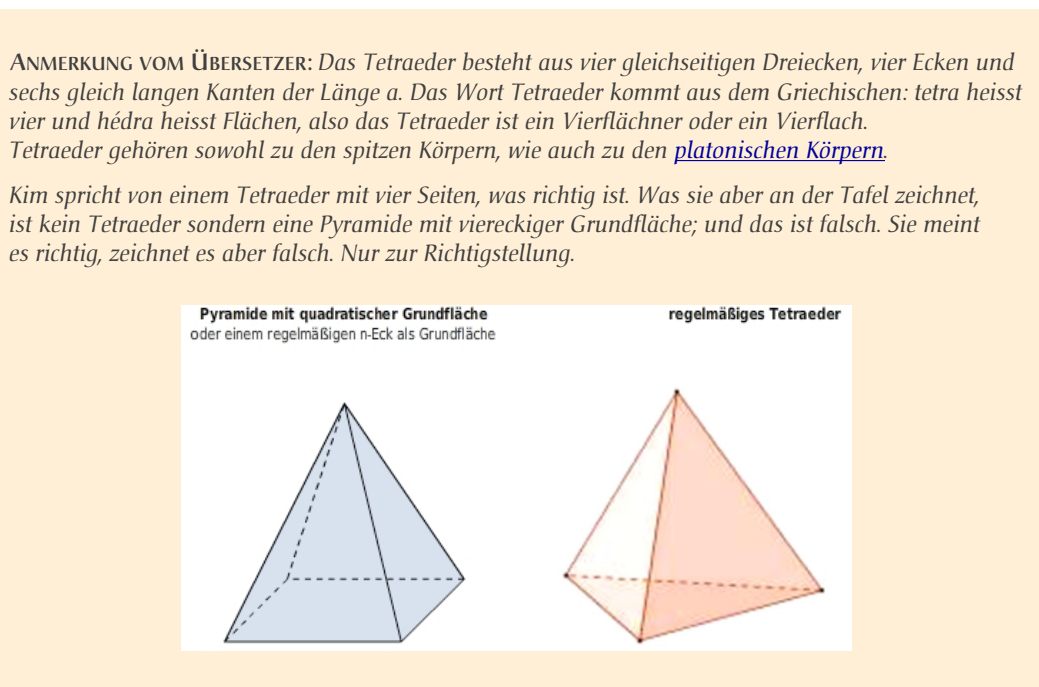 ANMERKUNG VOM ÜBERSETZER: Das Tetraeder besteht aus vier gleichseitigen Dreiecken, vier Ecken und
sechs gleich langen Kanten der Länge a. Das Wort Tetraeder kommt aus dem Griechischen: tetra heisst
vier und hédra heisst Flächen, also das Tetraeder ist ein Vierflächner oder ein Vierflach.
Tetraeder gehören sowohl zu den spitzen Körpern, wie auch zu den platonischen Körpern.
Kim spricht von einem Tetraeder mit vier Seiten, was richtig ist. Was sie aber an der Tafel zeichnet,
ist kein Tetraeder sondern eine Pyramide mit viereckiger Grundfläche; und das ist falsch. Sie meint
es richtig, zeichnet es aber falsch. Nur zur Richtigstellung.
Pyramide mit quadratischer Grundfläche
oder einem regelmäßigen n-Eck als Grundfläche
regelmäßiges Tetraeder